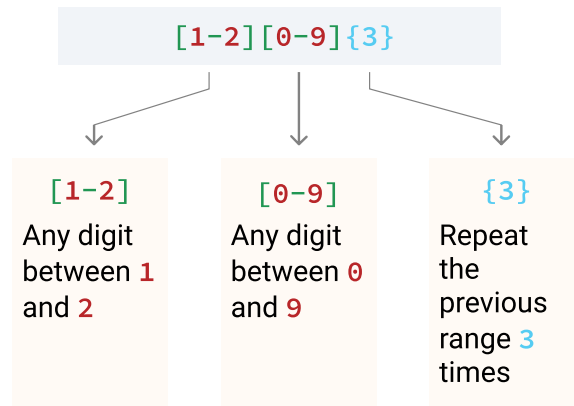 [1-2][0-9]{3}
[1-2]
Any digit
between 1
and 2
[0-9]
Any digit
between 0
and 9
{3}
Repeat
the
previous
range 3
times